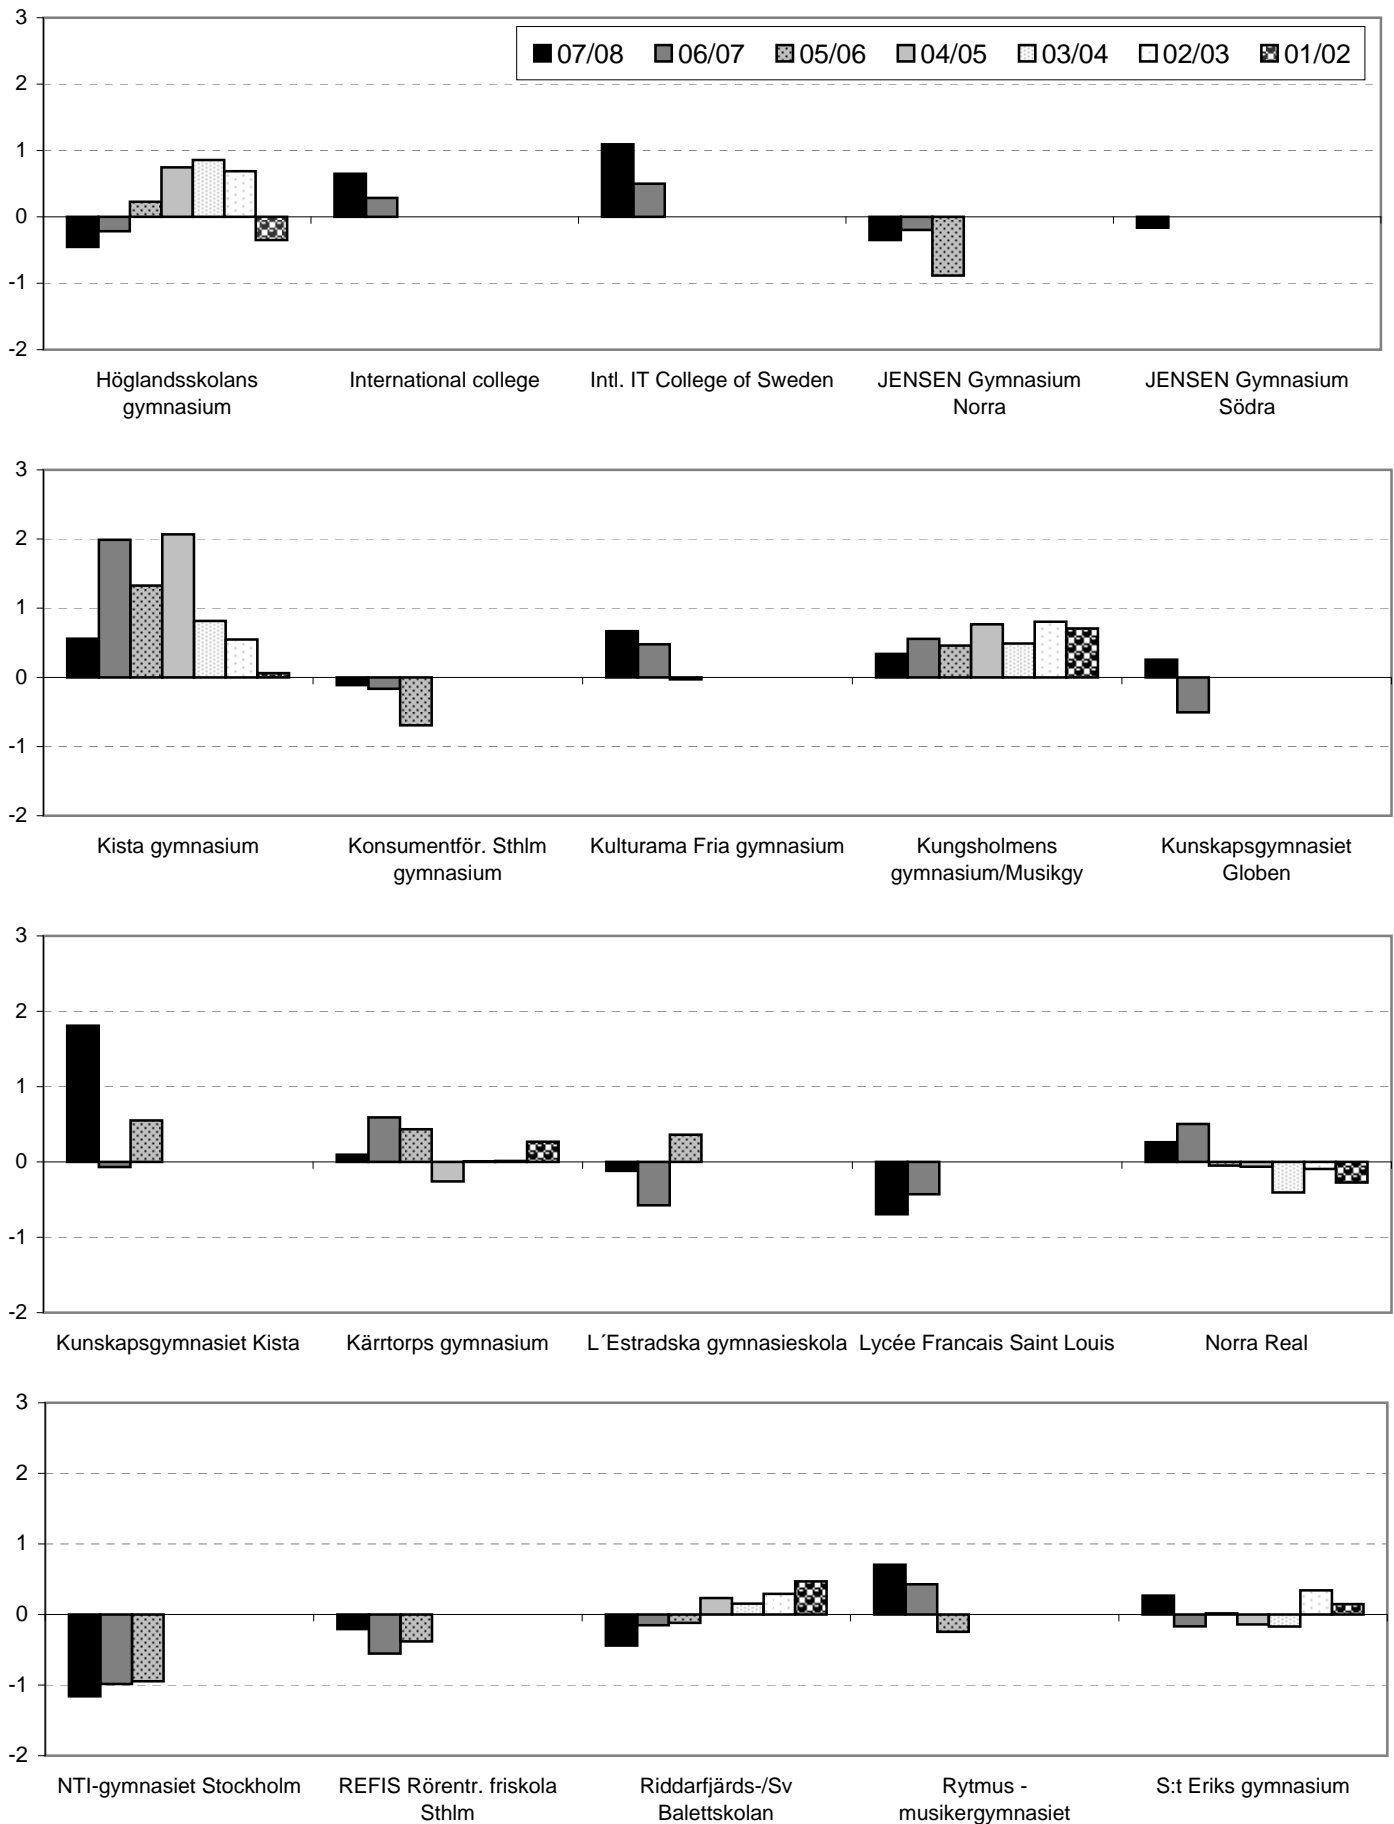 3
07/08 06/07 05/06 04/05 03/04 02/03 01/02
2
1
0
-1
-2
Höglandsskolans gymnasium
International college
Intl. IT College of Sweden
JENSEN Gymnasium Norra
JENSEN Gymnasium Södra
3
2
1
0
-1
-2
Kista gymnasium
Konsumentför. Sthlm gymnasium
Kulturama Fria gymnasium
Kungsholmens gymnasium/Musikgy
Kunskapsgymnasiet Globen
3
2
1
0
-1
-2
Kunskapsgymnasiet Kista
Kärrtorps gymnasium
L´Estradska gymnasieskola
Lycée Francais Saint Louis
Norra Real
3
2
1
0
-1
-2
NTI-gymnasiet Stockholm
REFIS Rörentr. friskola Sthlm
Riddarfjärds-/Sv Balettskolan
Rytmus - musikergymnasiet
S:t Eriks gymnasium